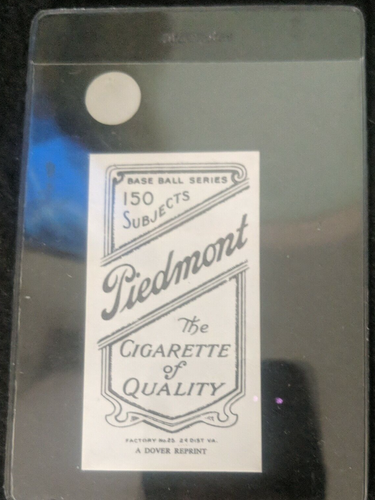 BASE BALL SERIES
150
SUBJECTS
Piedmont
The
CIGARETTE
of
QUALITY
FACTORY No. 25 2ⁿᵈ DIST VA.
A DOVER REPRINT